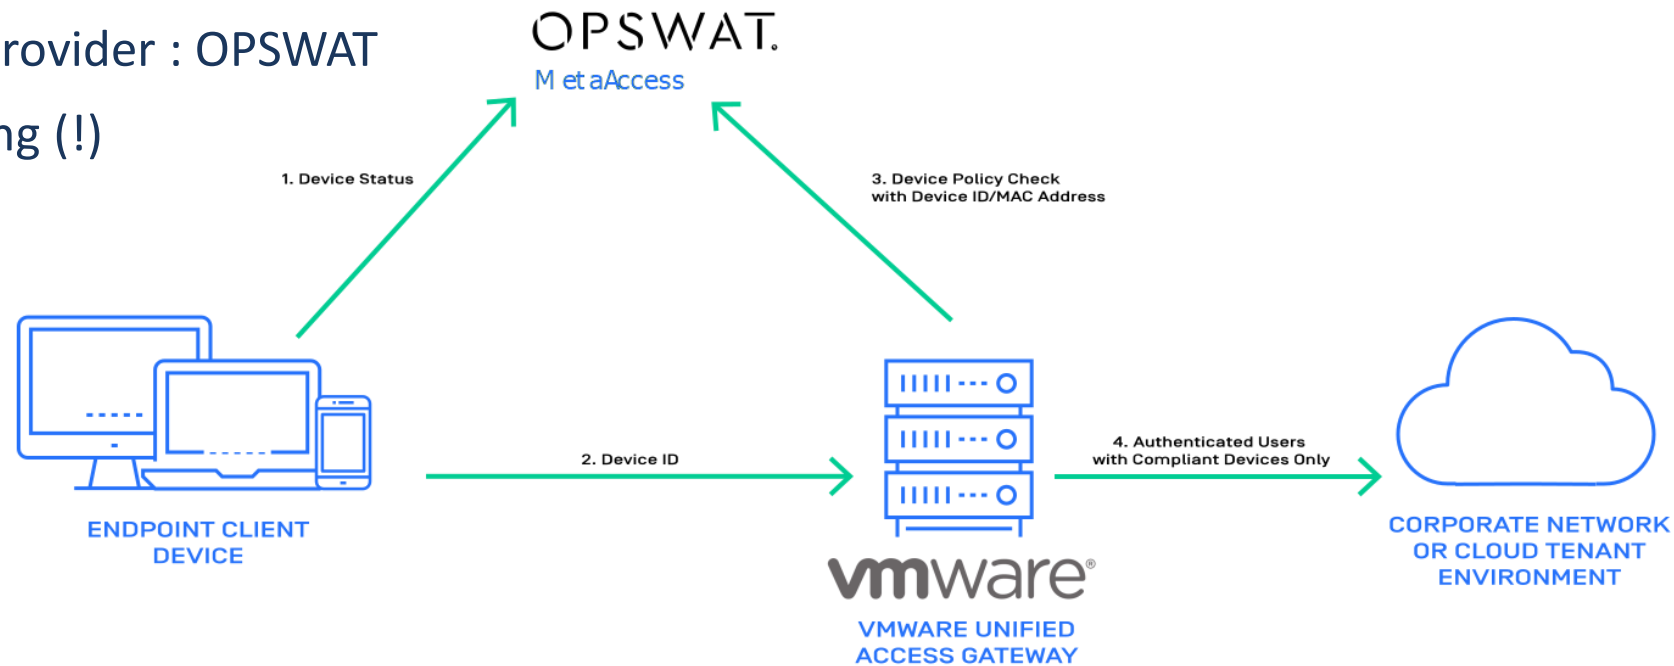 rovider : OPSWAT
ng (!)
OPSWAT.
MetaAccess
1. Device Status
3. Device Policy Check
with Device ID/MAC Address
2. Device ID
4. Authenticated Users
with Compliant Devices Only
ENDPOINT CLIENT
DEVICE
vmware®
VMWARE UNIFIED
ACCESS GATEWAY
CORPORATE NETWORK
OR CLOUD TENANT
ENVIRONMENT